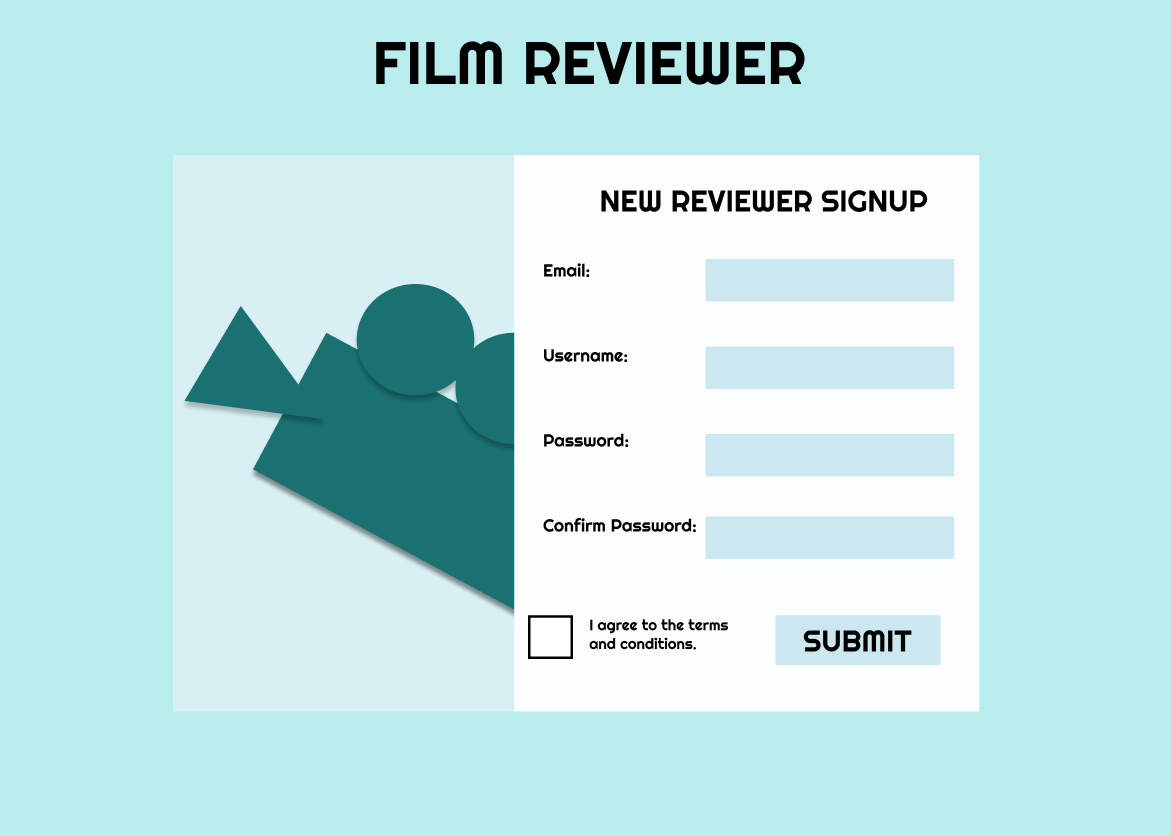 FILM REVIEWER
NEW REVIEWER SIGNUP
Email:
Username:
Password:
Confirm Password:
I agree to the terms
and conditions.
SUBMIT